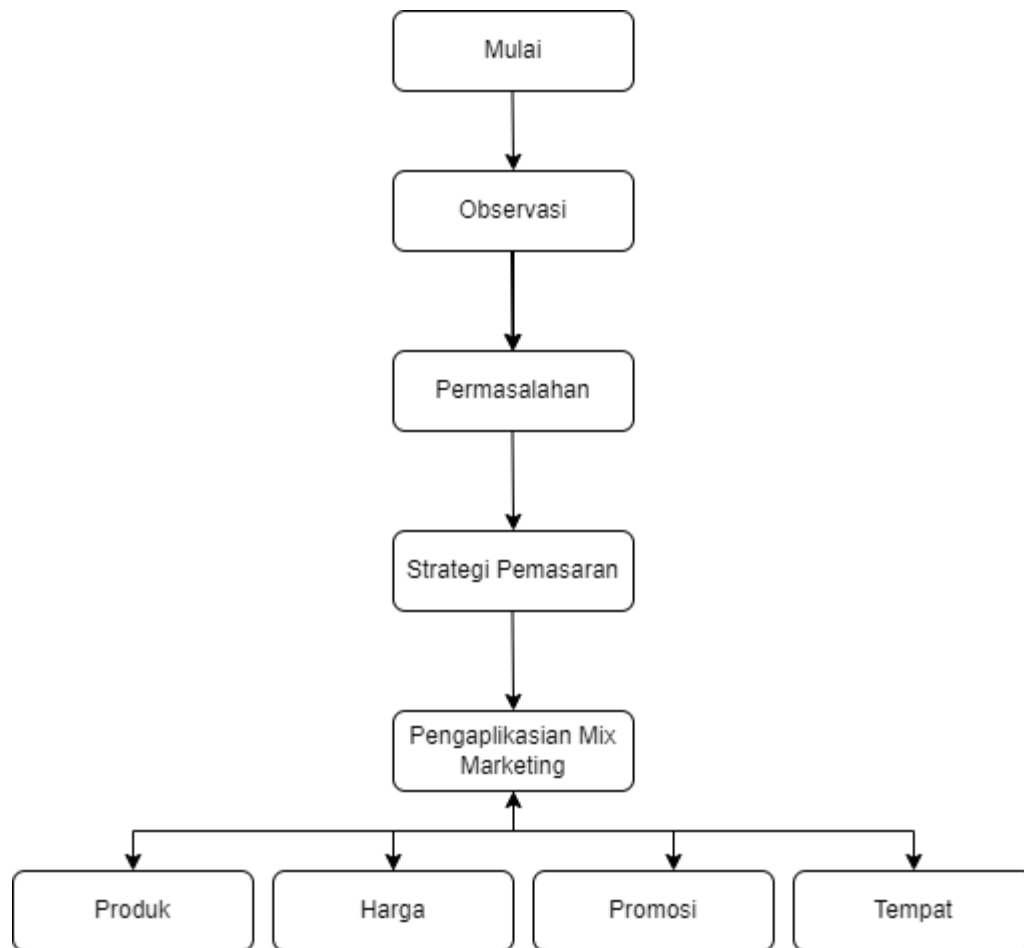 Mulai
Observasi
Permasalahan
Strategi Pemasaran
Pengaplikasian Mix
Marketing
Produk
Harga
Promosi
Tempat